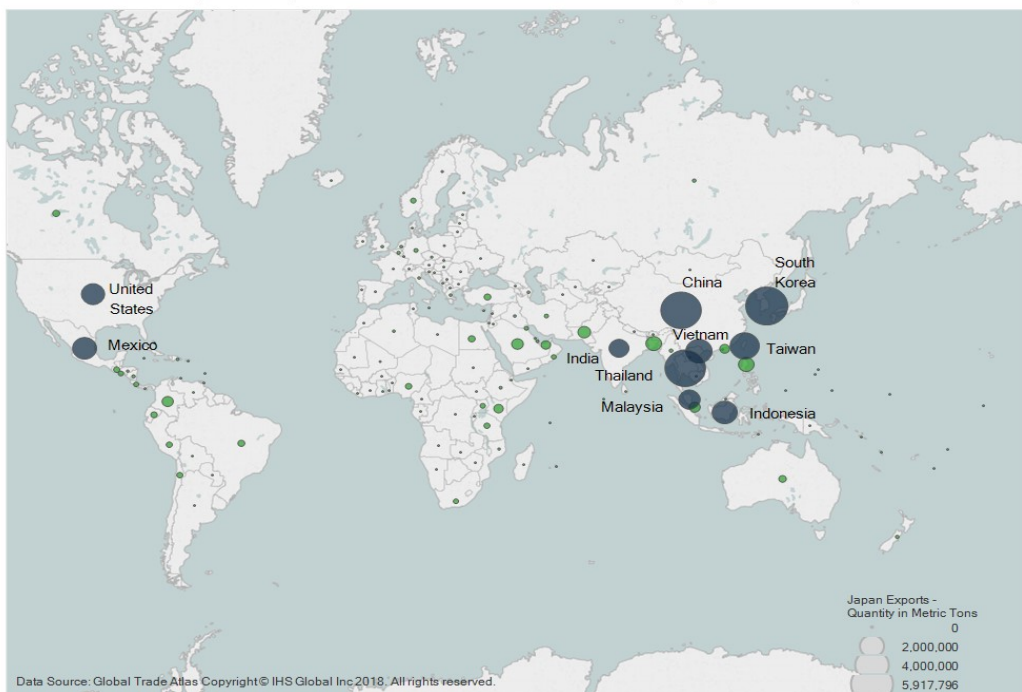 South
Korea
China
United
States
Vietnam
Mexico
Taiwan
India
Thailand
Malaysia
Indonesia
Japan Exports -
Quantity in Metric Tons
0
2,000,000
4,000,000
5,917,796
Data Source: Global Trade Atlas Copyright © IHS Global Inc 2018. All rights reserved.